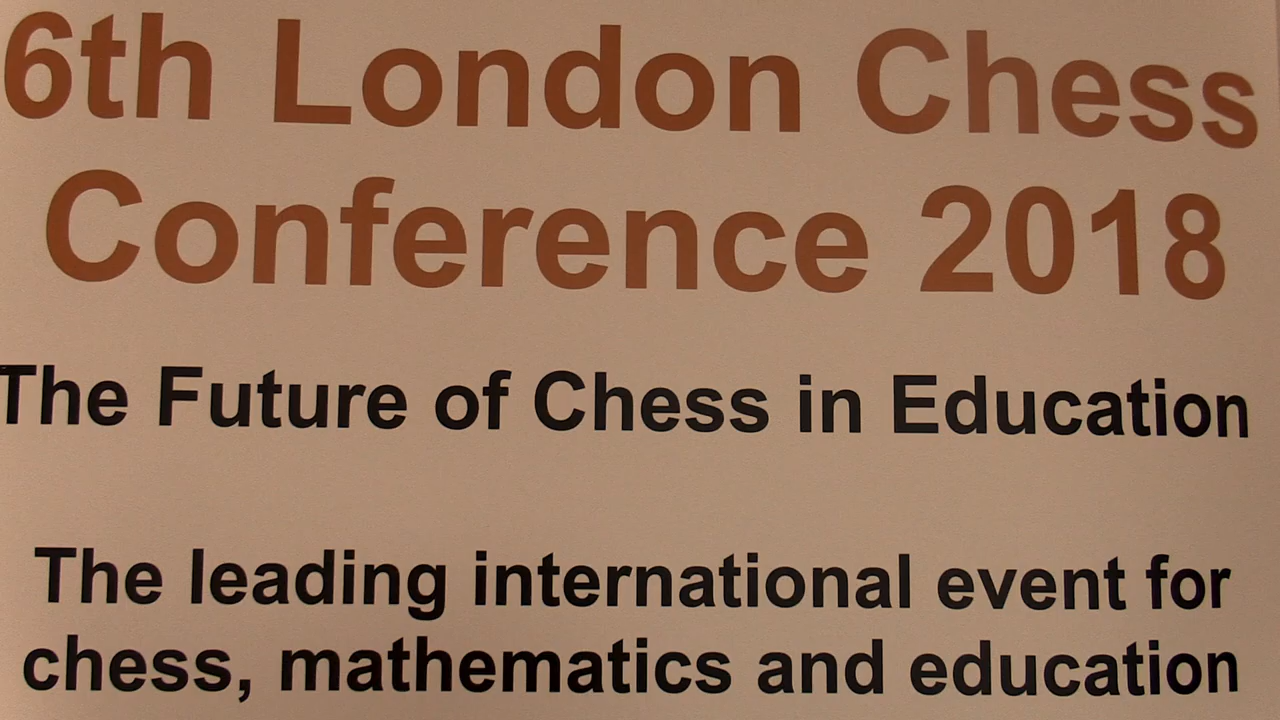 6th London Chess
Conference 2018
The Future of Chess in Education
The leading international event for
chess, mathematics and education